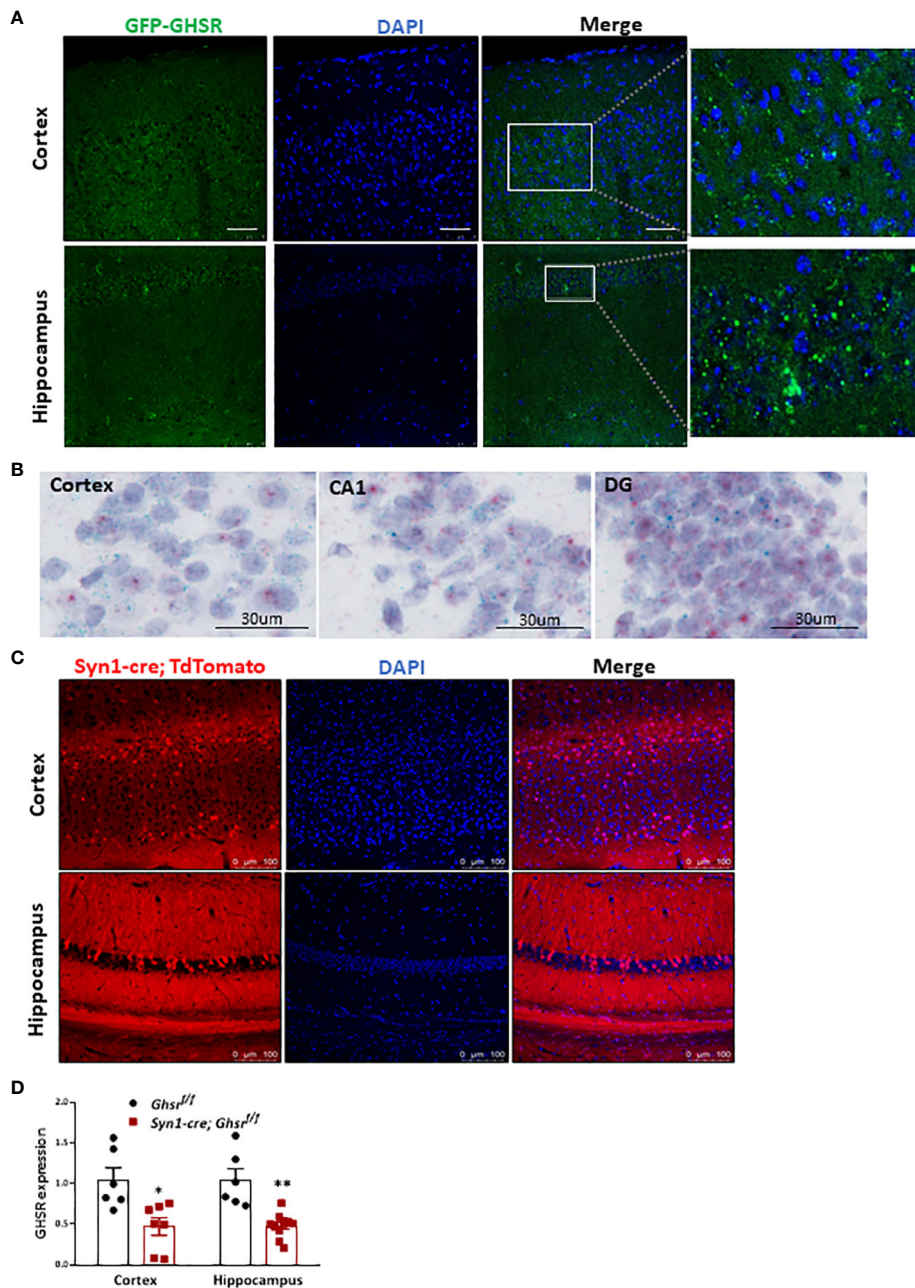 A
GFP-GHSR DAPI Merge
Cortex
Hippocampus
B
Cortex CA1 DG
30um 30um 30um
C
Syn1-cre; TdTomato DAPI Merge
Cortex
0 µm 100 0 µm 100 0 µm 100
Hippocampus
0 µm 100 0 µm 100 0 µm 100
D
GHSR expression
2.0
1.5
1.0
0.5
0.0
Ghsr^f/f
Syn1-cre; Ghsr^f/f
* **
Cortex Hippocampus